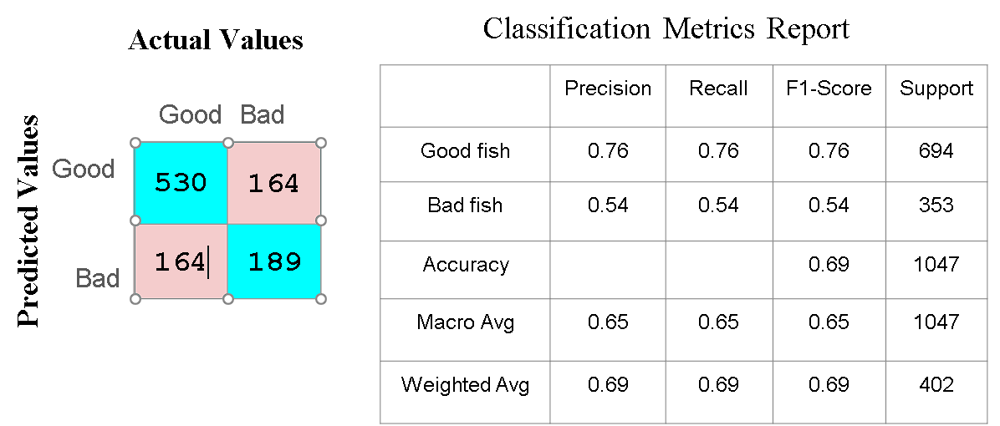 Actual Values
Predicted Values
Good Bad
Good 530 164
Bad 164 189
Classification Metrics Report
Precision Recall F1-Score Support
Good fish 0.76 0.76 0.76 694
Bad fish 0.54 0.54 0.54 353
Accuracy 0.69 1047
Macro Avg 0.65 0.65 0.65 1047
Weighted Avg 0.69 0.69 0.69 402